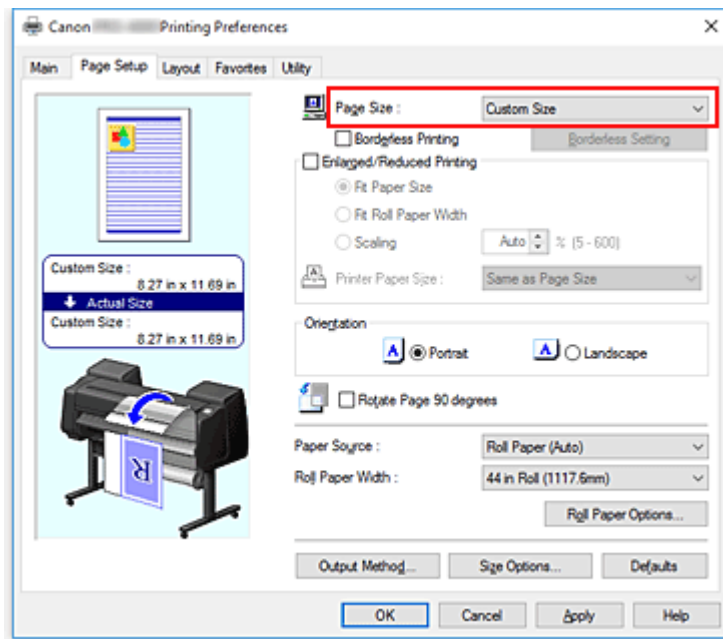 Canon Printing Preferences
Main Page Setup Layout Favorites Utility
Page Size : Custom Size
Borderless Printing Borderless Setting
Enlarged/Reduced Printing
Fit Paper Size
Fit Roll Paper Width
Scaling Auto % (5 - 600)
Printer Paper Size : Same as Page Size
Custom Size :
8.27 in x 11.69 in
Actual Size
Custom Size :
8.27 in x 11.69 in
Orientation
A Portrait A Landscape
Rotate Page 90 degrees
R
Paper Source : Roll Paper (Auto)
Roll Paper Width : 44 in Roll (1117.6mm)
Roll Paper Options...
Output Method... Size Options... Defaults
OK Cancel Apply Help